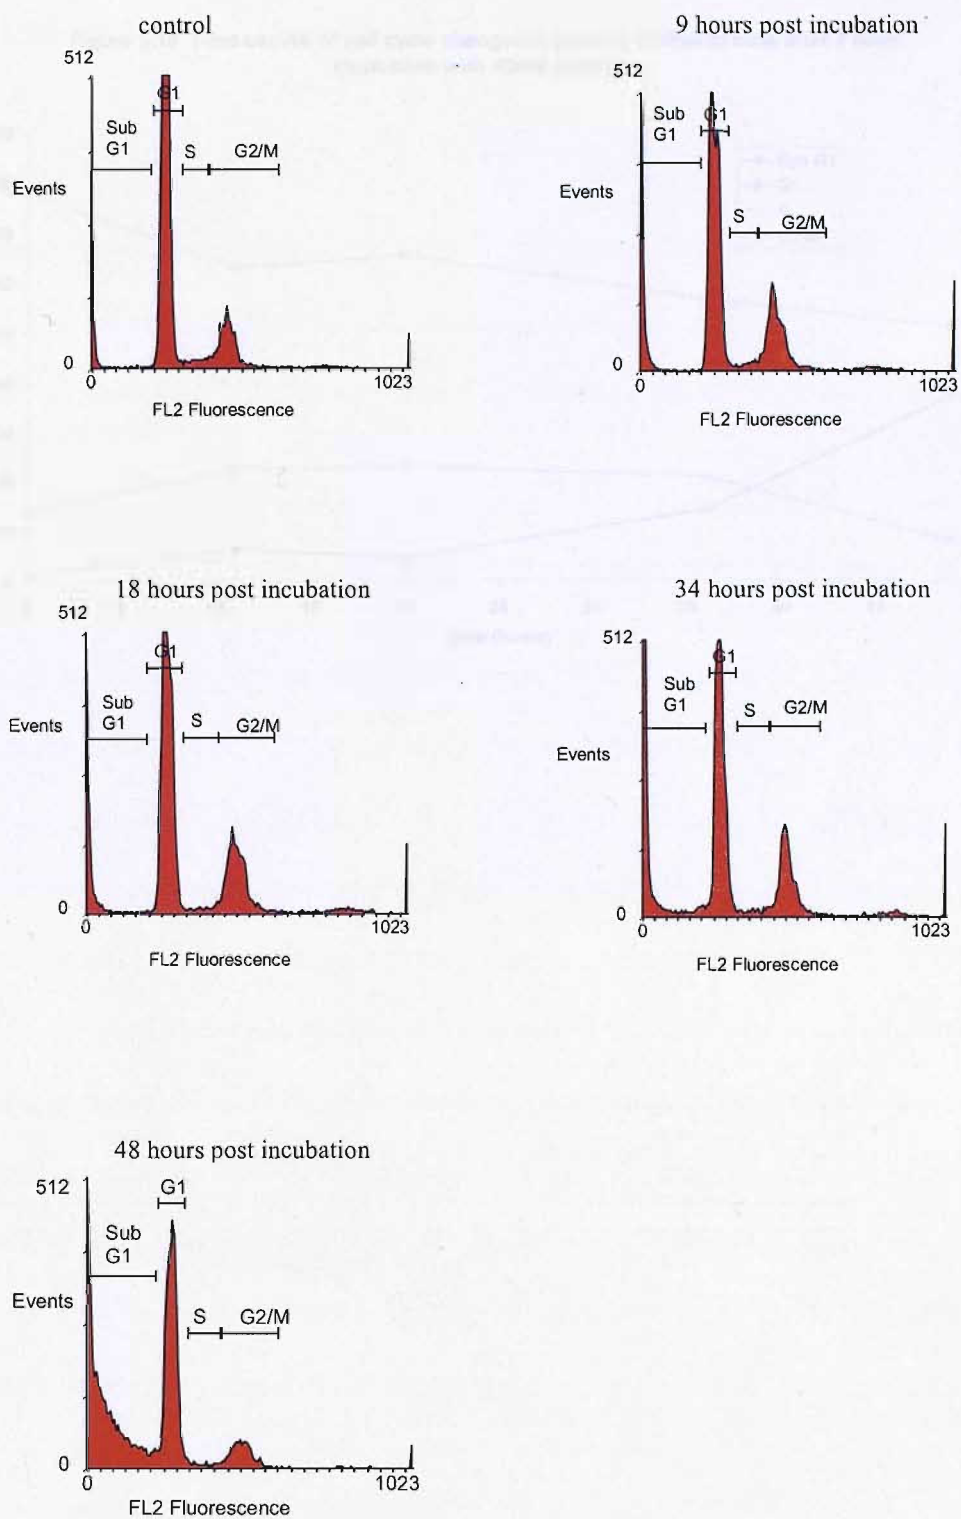 control
512
G1
Sub
G1
S
G2/M
Events
0
0
1023
FL2 Fluorescence
9 hours post incubation
512
Sub
G1
G1
S
G2/M
Events
0
0
1023
FL2 Fluorescence
18 hours post incubation
512
G1
Sub
G1
S
G2/M
Events
0
0
1023
FL2 Fluorescence
34 hours post incubation
512
G1
Sub
G1
S
G2/M
Events
0
0
1023
FL2 Fluorescence
48 hours post incubation
512
G1
Sub
G1
S
G2/M
Events
0
0
1023
FL2 Fluorescence